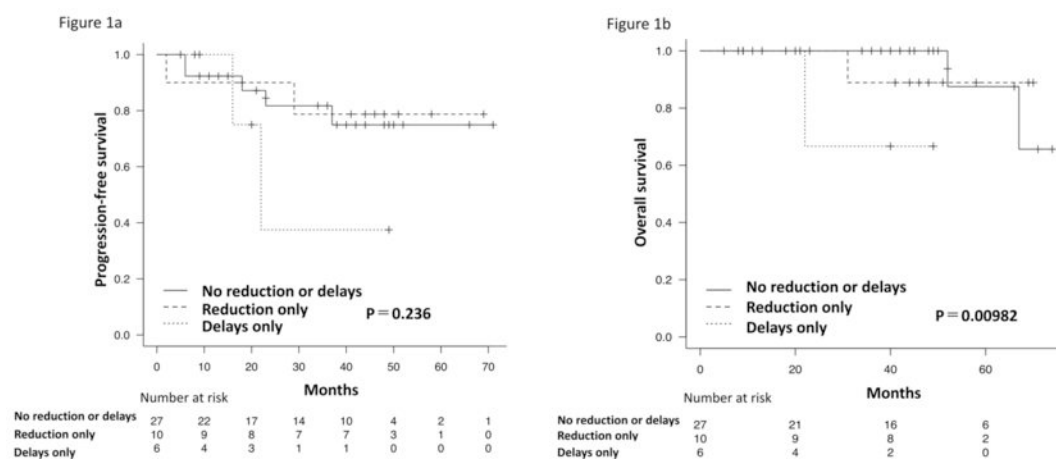 Figure 1a
Progression-free survival
1.0
0.8
0.6
0.4
0.2
0.0
No reduction or delays
Reduction only
Delays only
P＝0.236
0 10 20 30 40 50 60 70
Months
Number at risk
No reduction or delays 27 22 17 14 10 4 2 1
Reduction only 10 9 8 7 7 3 1 0
Delays only 6 4 3 1 1 0 0 0
Figure 1b
Overall survival
1.0
0.8
0.6
0.4
0.2
0.0
No reduction or delays
Reduction only
Delays only
P＝0.00982
0 20 40 60
Months
Number at risk
No reduction or delays 27 21 16 6
Reduction only 10 9 8 2
Delays only 6 4 2 0